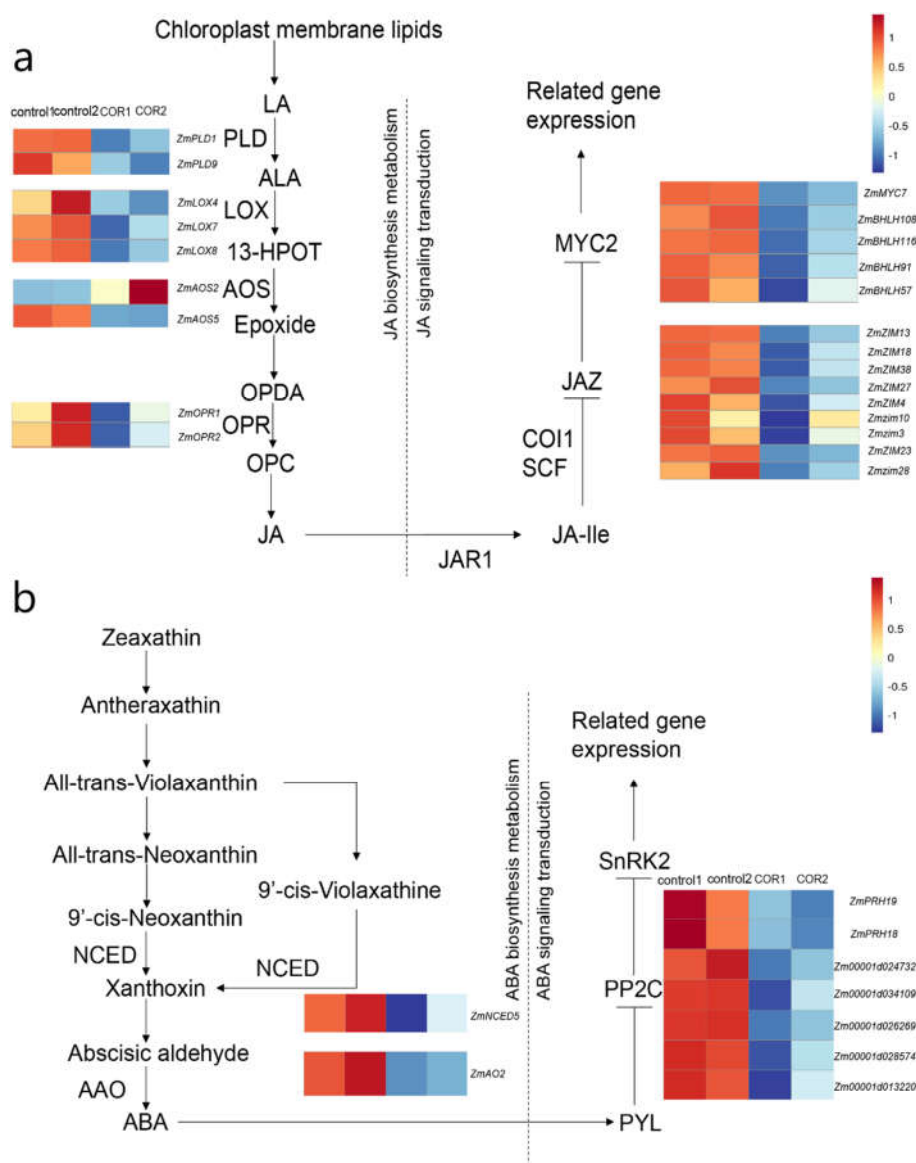 a
Chloroplast membrane lipids
LA
PLD
ALA
LOX
13-HPOT
AOS
Epoxide
OPDA
OPR
OPC
JA
JAR1
JA-Ile
COI1
SCF
JAZ
MYC2
Related gene
expression
JA biosynthesis metabolism
JA signaling transduction
control1 control2 COR1 COR2
ZmPLD1
ZmPLD9
ZmLOX4
ZmLOX7
ZmLOX8
ZmAOS2
ZmAOS5
ZmOPR1
ZmOPR2
1
0.5
0
-0.5
-1
ZmMYC7
ZmBHLH108
ZmBHLH116
ZmBHLH91
ZmBHLH57
ZmZIM13
ZmZIM18
ZmZIM38
ZmZIM27
ZmZIM4
Zmzim10
Zmzim3
ZmZIM23
Zmzim28
b
Zeaxathin
Antheraxathin
All-trans-Violaxanthin
All-trans-Neoxanthin
9'-cis-Neoxanthin
9'-cis-Violaxathine
NCED
NCED
Xanthoxin
Abscisic aldehyde
AAO
ABA
ZmNCED5
ZmAO2
ABA biosynthesis metabolism
ABA signaling transduction
Related gene
expression
SnRK2
PP2C
PYL
control1 control2 COR1 COR2
ZmPRH19
ZmPRH18
Zm00001d024732
Zm00001d034109
Zm00001d026269
Zm00001d028574
Zm00001d013220
1
0.5
0
-0.5
-1